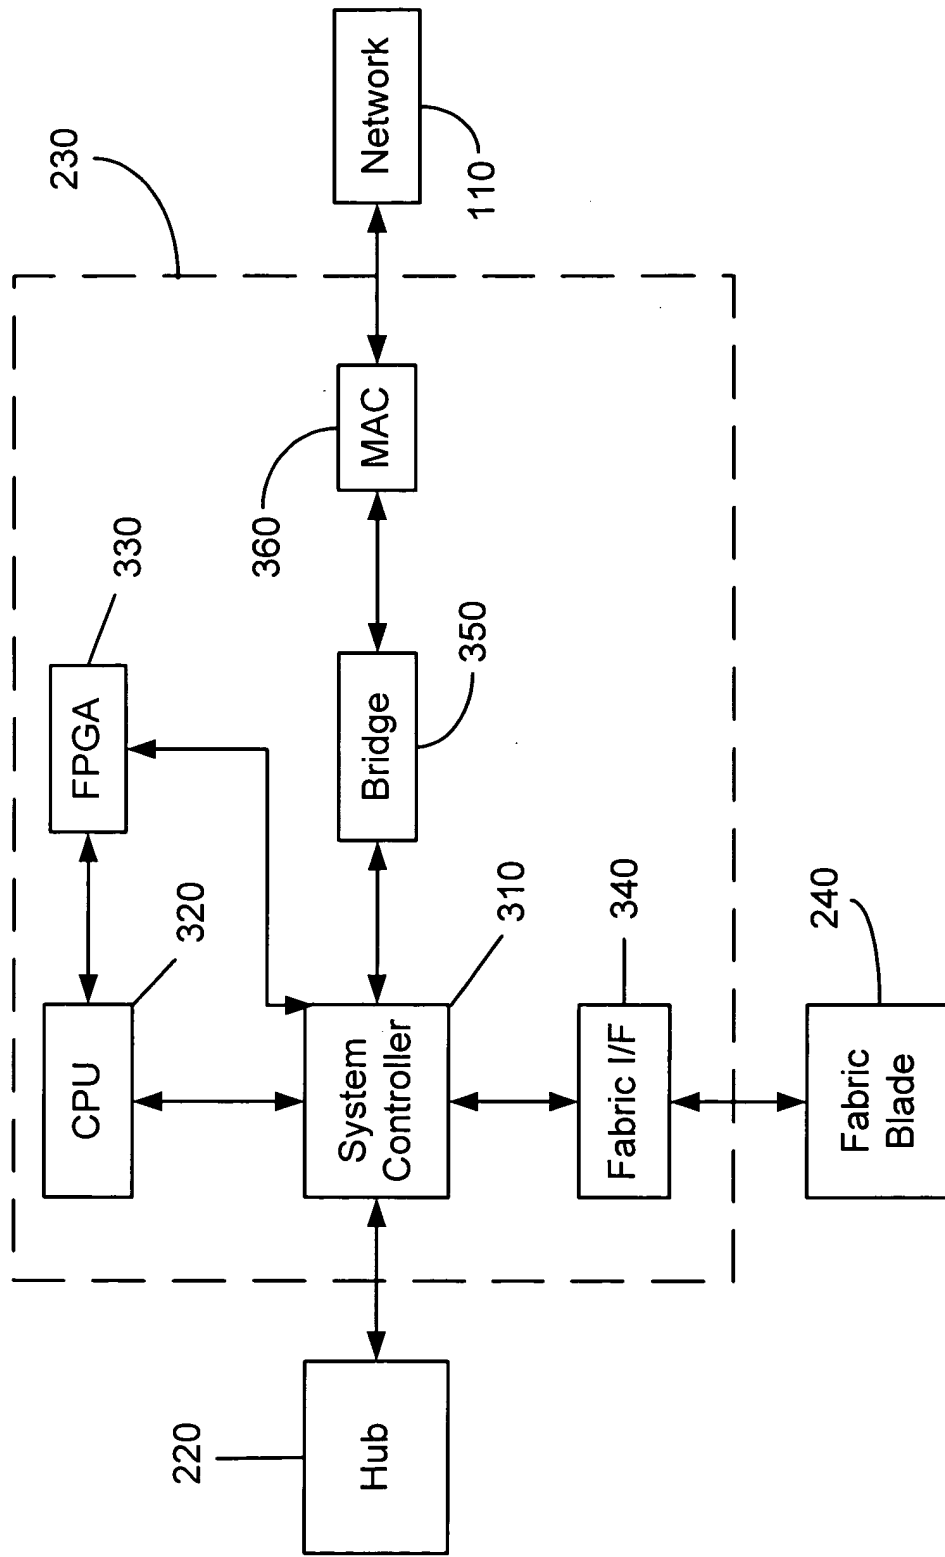 230
CPU
FPGA
330
220
320
360
Hub
System
Controller
Bridge
MAC
Network
310
350
110
Fabric I/F
340
Fabric
Blade
240